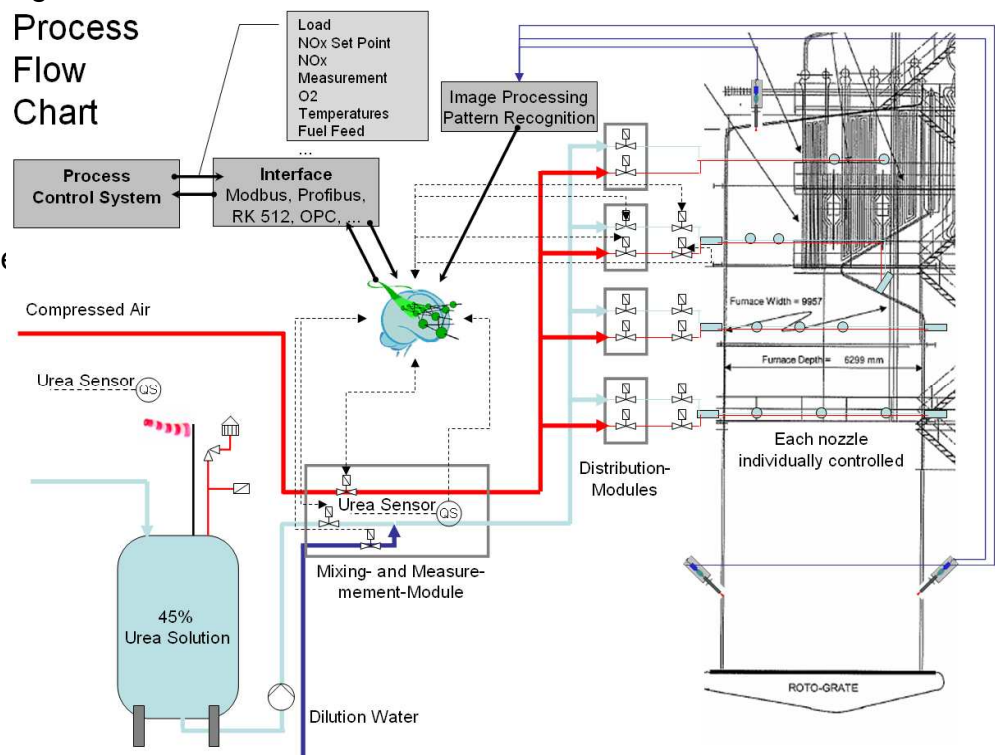 Process
Flow
Chart
Load
NOx Set Point
NOx
Measurement
O2
Temperatures
Fuel Feed
...
Image Processing
Pattern Recognition
Process
Control System
Interface
Modbus, Profibus,
RK 512, OPC, ...
Compressed Air
Urea Sensor
QS
Furnace Width = 9957
Furnace Depth = 6299 mm
Each nozzle
individually controlled
Distribution-
Modules
Urea Sensor
QS
Mixing- and Measure-
mement-Module
45%
Urea Solution
Dilution Water
ROTO-GRATE